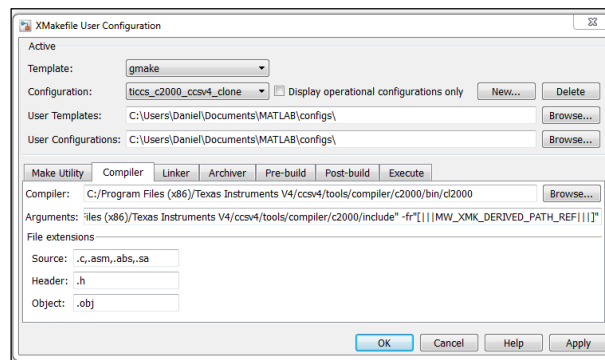 XMakefile User Configuration
Active
Template: gmake
Configuration: ticcs_c2000_ccsv4_clone Display operational configurations only New... Delete
User Templates: C:\Users\Daniel\Documents\MATLAB\configs\ Browse...
User Configurations: C:\Users\Daniel\Documents\MATLAB\configs\ Browse...
Make Utility Compiler Linker Archiver Pre-build Post-build Execute
Compiler: C:/Program Files (x86)/Texas Instruments V4/ccsv4/tools/compiler/c2000/bin/cl2000 Browse...
Arguments: Files (x86)/Texas Instruments V4/ccsv4/tools/compiler/c2000/include" -fr"[|||MW_XMK_DERIVED_PATH_REF|||]"
File extensions
Source: .c,.asm,.abs,.sa
Header: .h
Object: .obj
OK Cancel Help Apply